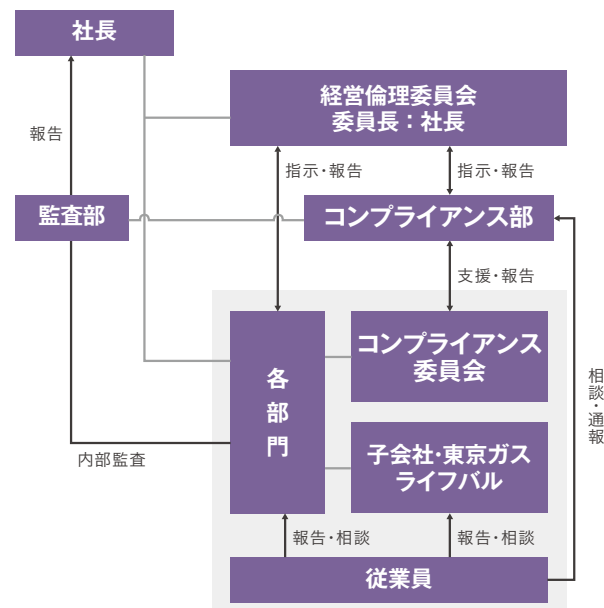 社長
経営倫理委員会
委員長：社長
報告
指示・報告
指示・報告
監査部
コンプライアンス部
支援・報告
各部門
コンプライアンス
委員会
相談・通報
子会社・東京ガス
ライフバル
内部監査
報告・相談
報告・相談
従業員